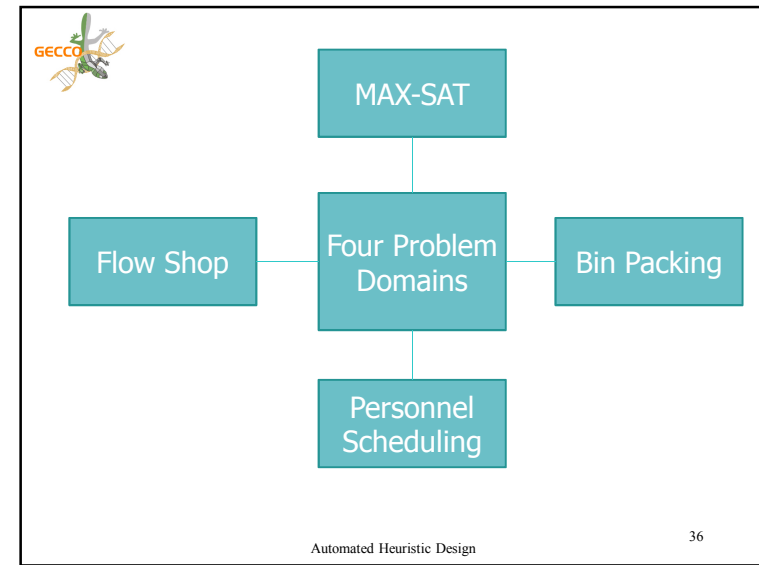 GECCO
MAX-SAT
Flow Shop
Four Problem
Domains
Bin Packing
Personnel
Scheduling
Automated Heuristic Design
36